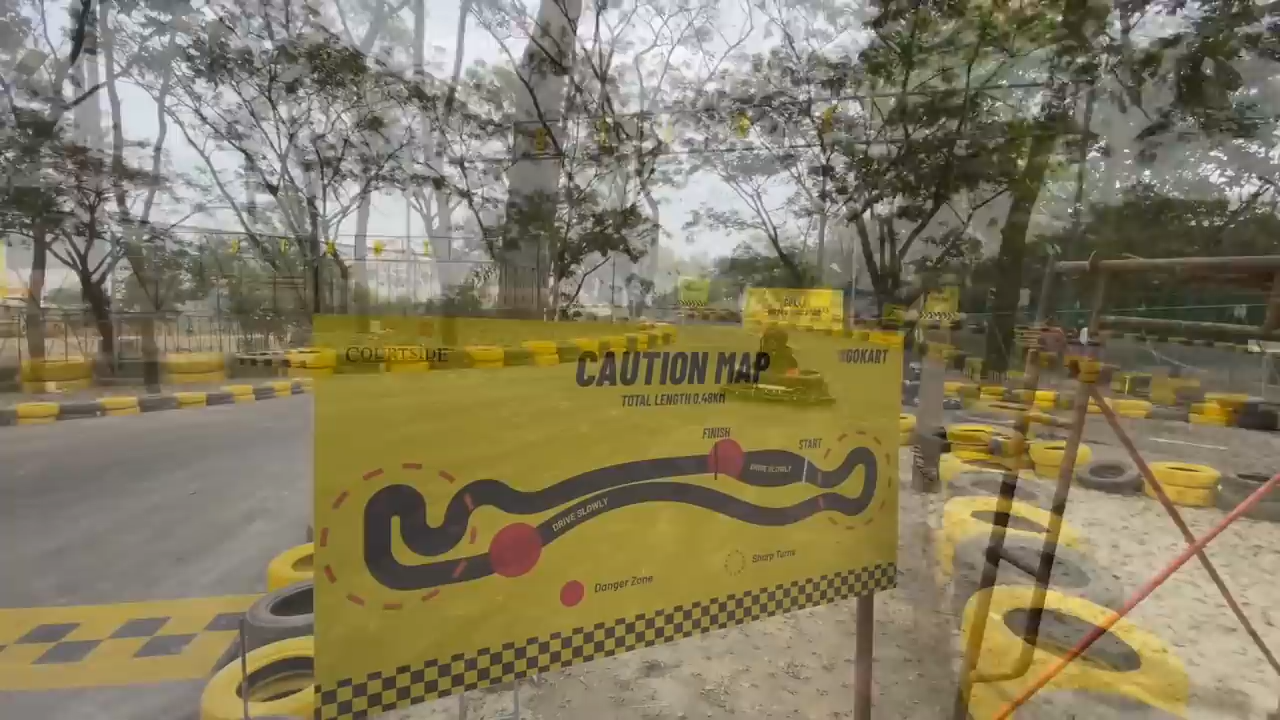 COURTSIDE
CAUTION MAP
#GOKART
TOTAL LENGTH 0.48KM
FINISH
START
DRIVE SLOWLY
DRIVE SLOWLY
Sharp Turns
Danger Zone